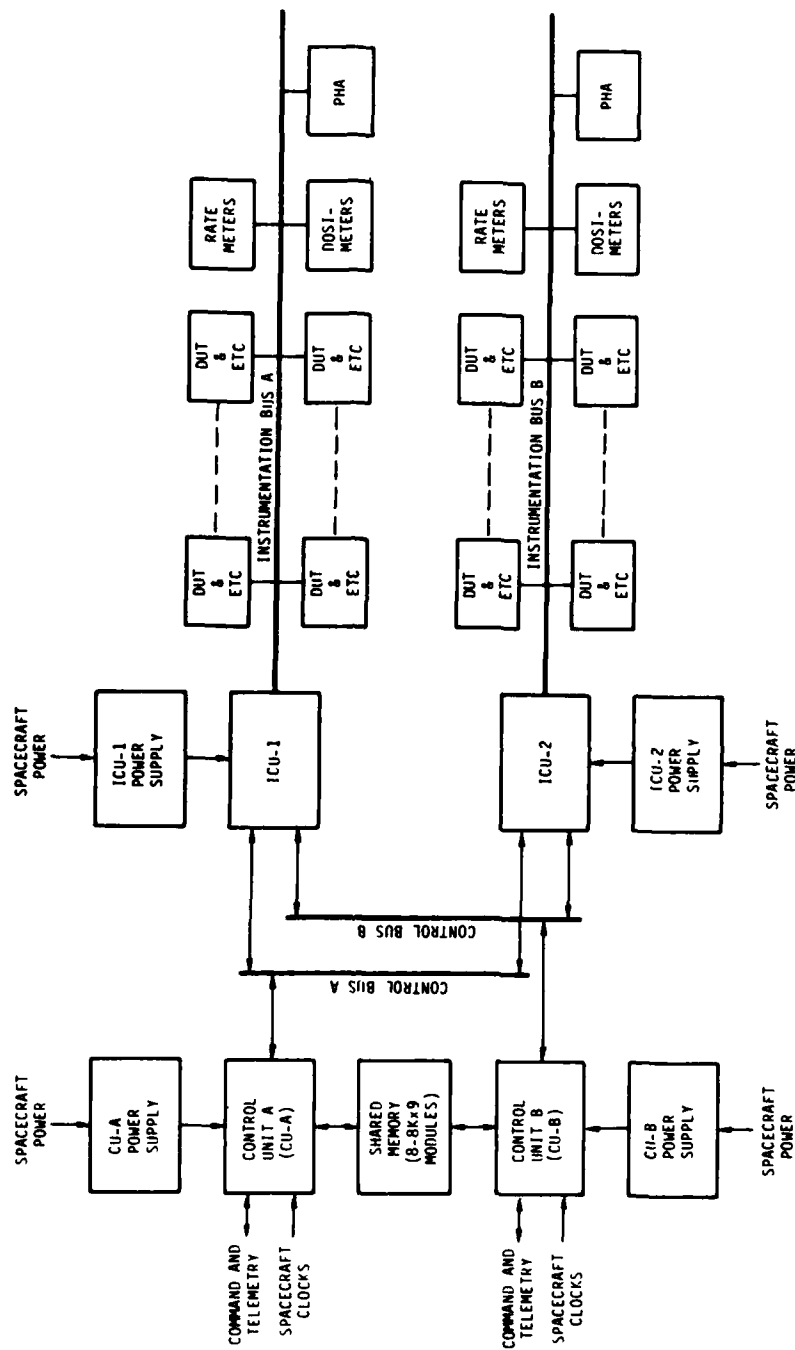 SPACECRAFT
POWER
CU-A
POWER
SUPPLY
COMMAND AND
TELEMETRY
SPACECRAFT
CLOCKS
CONTROL
UNIT A
(CU-A)
SHARED
MEMORY
(8-8Kx9
MODULES)
COMMAND AND
TELEMETRY
SPACECRAFT
CLOCKS
CONTROL
UNIT B
(CU-B)
CU-B
POWER
SUPPLY
SPACECRAFT
POWER
CONTROL BUS A
CONTROL BUS B
SPACECRAFT
POWER
ICU-1
POWER
SUPPLY
ICU-1
ICU-2
ICU-2
POWER
SUPPLY
SPACECRAFT
POWER
DUT
&
ETC
DUT
&
ETC
INSTRUMENTATION BUS A
DUT
&
ETC
DUT
&
ETC
RATE
METERS
DOSI-
METERS
PHA
DUT
&
ETC
DUT
&
ETC
INSTRUMENTATION BUS B
DUT
&
ETC
DUT
&
ETC
RATE
METERS
DOSI-
METERS
PHA